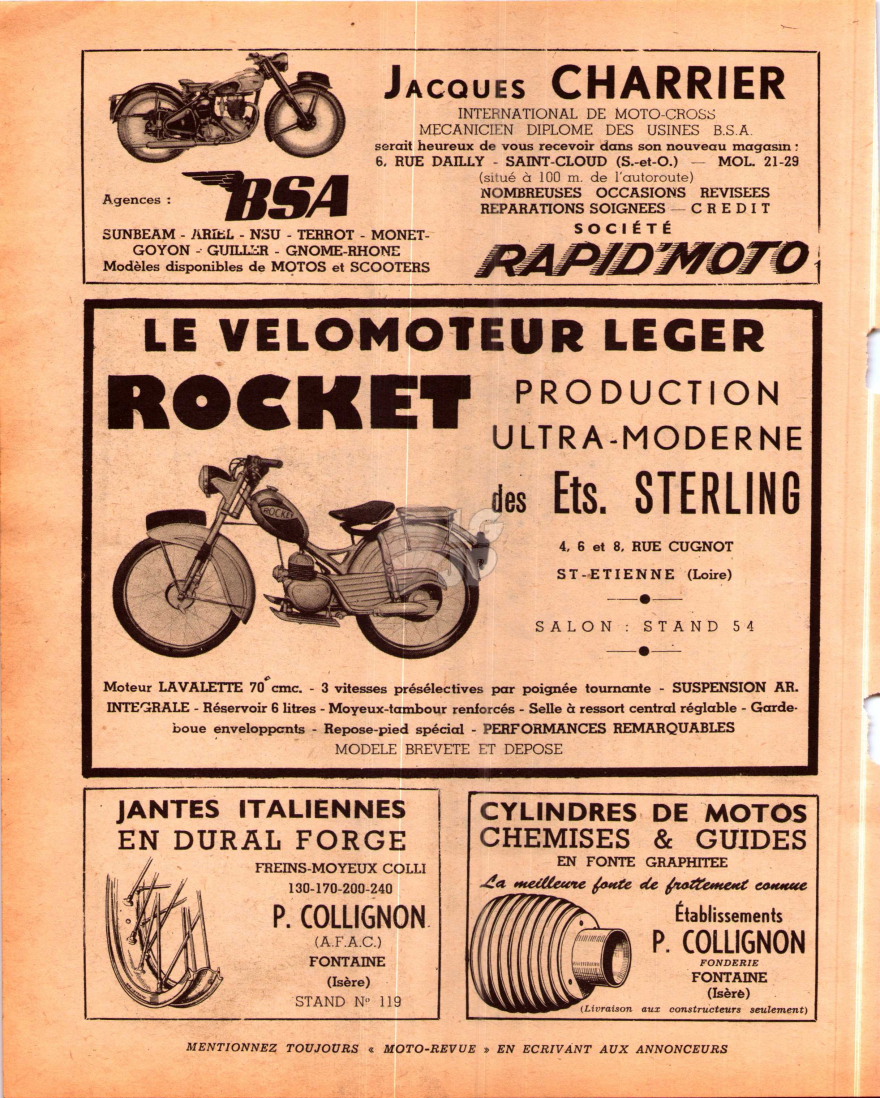 JACQUES CHARRIER
INTERNATIONAL DE MOTO-CROSS
MECANICIEN DIPLOME DES USINES B.S.A.
serait heureux de vous recevoir dans son nouveau magasin :
6, RUE DAILLY - SAINT-CLOUD (S.-et-O.) — MOL. 21-29
(situé à 100 m. de l'autoroute)
NOMBREUSES OCCASIONS REVISEES
REPARATIONS SOIGNEES — CREDIT
SOCIÉTÉ
RAPID'MOTO
Agences :
BSA
SUNBEAM - ARIEL - NSU - TERROT - MONET-
GOYON - GUILLER - GNOME-RHONE
Modèles disponibles de MOTOS et SCOOTERS
LE VELOMOTEUR LEGER
ROCKET
PRODUCTION
ULTRA-MODERNE
des Ets. STERLING
4, 6 et 8, RUE CUGNOT
ST-ETIENNE (Loire)
SALON : STAND 54
ROCKET
Moteur LAVALETTE 70 cmc. - 3 vitesses présélectives par poignée tournante - SUSPENSION AR.
INTEGRALE - Réservoir 6 litres - Moyeux-tambour renforcés - Selle à ressort central réglable - Garde-
boue enveloppants - Repose-pied spécial - PERFORMANCES REMARQUABLES
MODELE BREVETE ET DEPOSE
JANTES ITALIENNES
EN DURAL FORGE
FREINS-MOYEUX COLLI
130-170-200-240
P. COLLIGNON
(A.F.A.C.)
FONTAINE
(Isère)
STAND N° 119
CYLINDRES DE MOTOS
CHEMISES & GUIDES
EN FONTE GRAPHITEE
La meilleure fonte de frottement connue
Établissements
P. COLLIGNON
FONDERIE
FONTAINE
(Isère)
(Livraison aux constructeurs seulement)
MENTIONNEZ TOUJOURS « MOTO-REVUE » EN ECRIVANT AUX ANNONCEURS